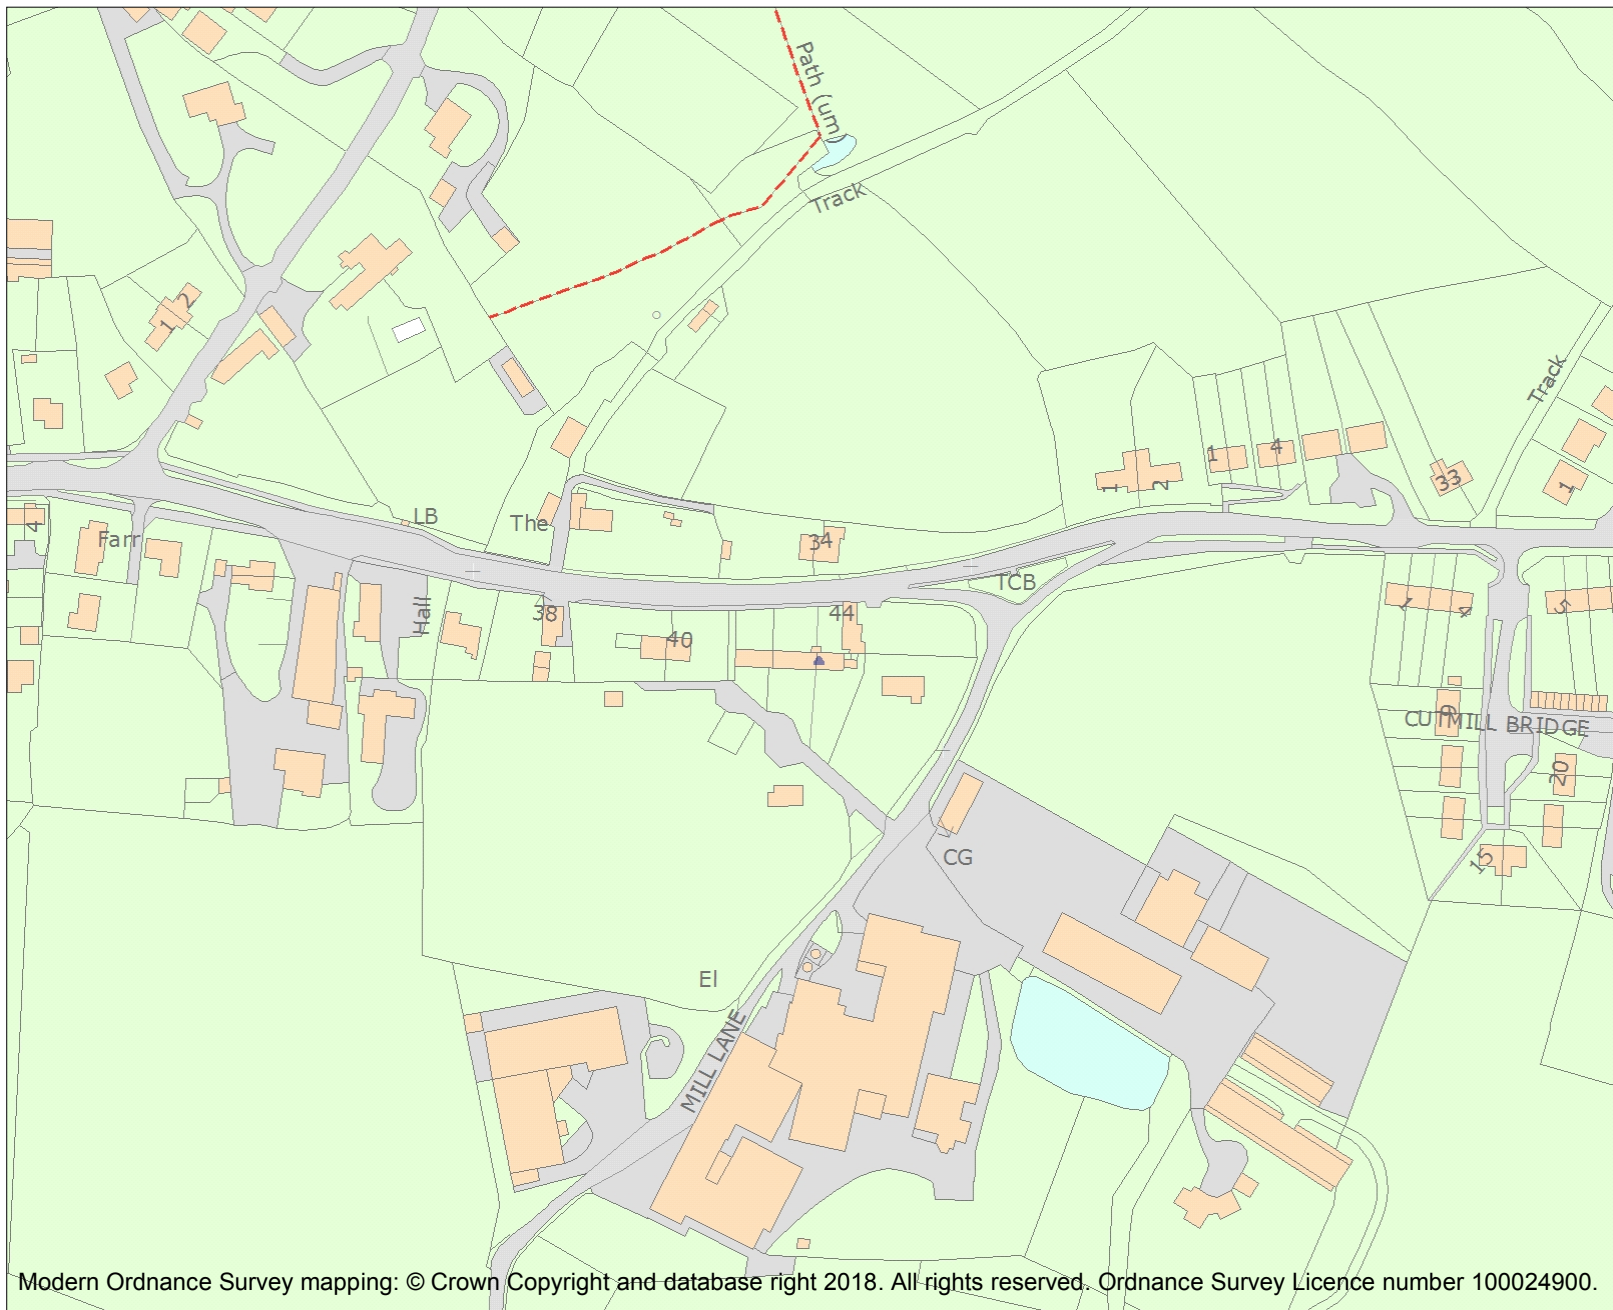 Path (um)
Track
2
1
Track
1
2
1
4
33
1
4
LB
The
Farr
34
TCB
Hall
38
44
40
1
4
5
9
CUTMILL BRIDGE
20
CG
15
El
MILL LANE
Modern Ordnance Survey mapping: © Crown Copyright and database right 2018. All rights reserved. Ordnance Survey Licence number 100024900.